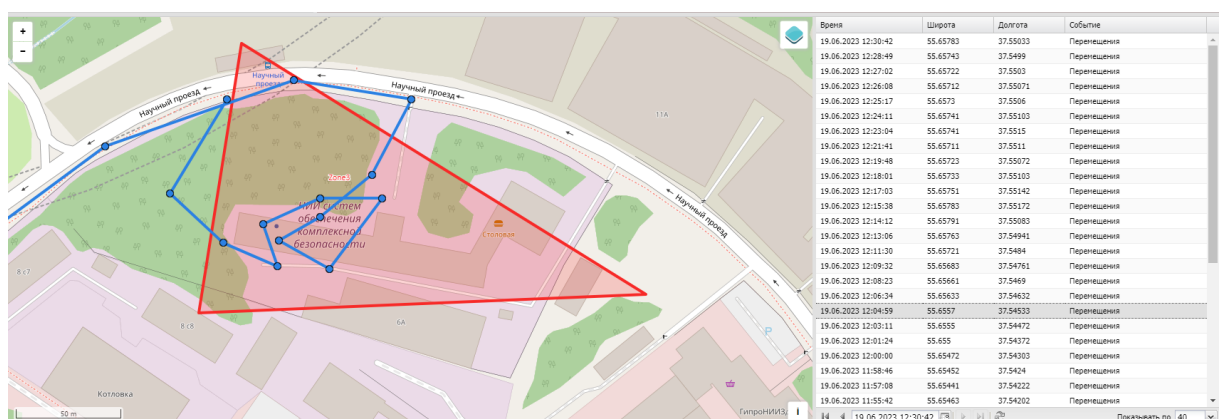 +
-
Научный
проезд
Научный проезд
Научный проезд
Научный проезд
11А
Zone3
НИИ систем
обеспечения
комплексной
безопасности
Столовая
8 с7
8 с8
6А
P
Котловка
50 m
ГипроНИИЗд
i
Время Широта Долгота Событие
19.06.2023 12:30:42 55.65783 37.55033 Перемещения
19.06.2023 12:28:49 55.65743 37.5499 Перемещения
19.06.2023 12:27:02 55.65722 37.5503 Перемещения
19.06.2023 12:26:08 55.65712 37.55071 Перемещения
19.06.2023 12:25:17 55.6573 37.5506 Перемещения
19.06.2023 12:24:11 55.65741 37.55103 Перемещения
19.06.2023 12:23:04 55.65741 37.5515 Перемещения
19.06.2023 12:21:41 55.65711 37.5511 Перемещения
19.06.2023 12:19:48 55.65723 37.55072 Перемещения
19.06.2023 12:18:01 55.65733 37.55103 Перемещения
19.06.2023 12:17:03 55.65751 37.55142 Перемещения
19.06.2023 12:15:38 55.65783 37.55172 Перемещения
19.06.2023 12:14:12 55.65791 37.55083 Перемещения
19.06.2023 12:13:06 55.65763 37.54941 Перемещения
19.06.2023 12:11:30 55.65721 37.5484 Перемещения
19.06.2023 12:09:32 55.65683 37.54761 Перемещения
19.06.2023 12:08:23 55.65661 37.5469 Перемещения
19.06.2023 12:06:34 55.65633 37.54632 Перемещения
19.06.2023 12:04:59 55.6557 37.54533 Перемещения
19.06.2023 12:03:11 55.6555 37.54472 Перемещения
19.06.2023 12:01:24 55.655 37.54372 Перемещения
19.06.2023 12:00:00 55.65472 37.54303 Перемещения
19.06.2023 11:58:46 55.65452 37.5424 Перемещения
19.06.2023 11:57:08 55.65441 37.54222 Перемещения
19.06.2023 11:55:42 55.65463 37.54202 Перемещения
19.06.2023 12:30:42 Показывать по 40